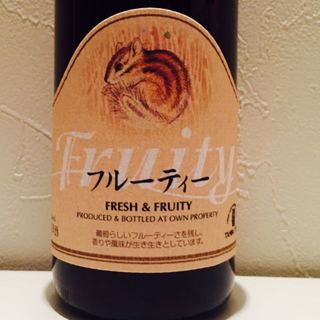 Fruity
フルーティー
FRESH & FRUITY
PRODUCED & BOTTLED AT OWN PROPERTY
葡萄らしいフルーティーさを残し、
香りや風味が生き生きとしています。